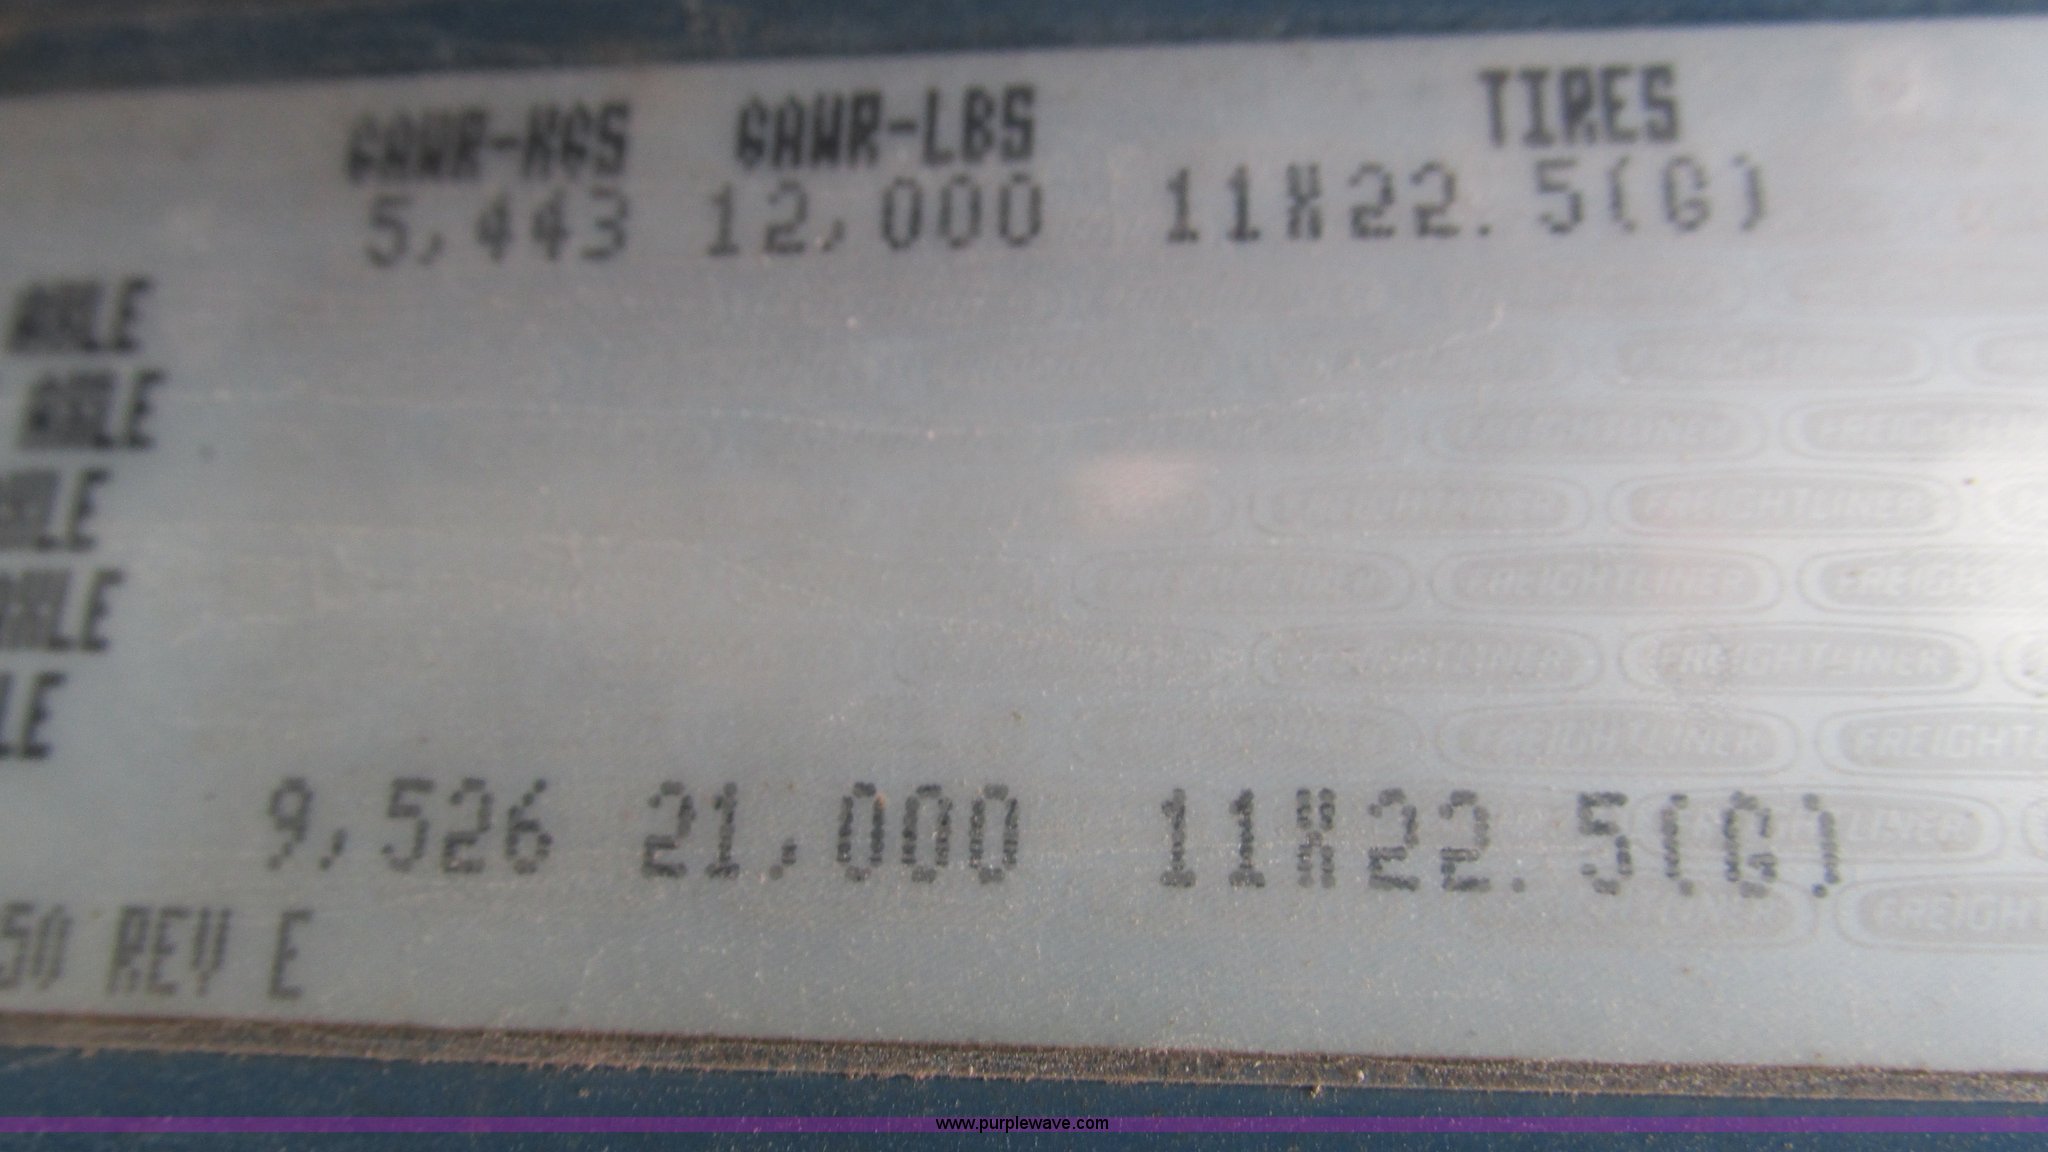 GAWR-KGS GAWR-LBS TIRES
5,443 12,000 11X22.5(G)
AXLE
AXLE
AXLE
AXLE
LE
9,526 21,000 11X22.5(G)
50 REV E
FREIGHTLINER
www.purplewave.com